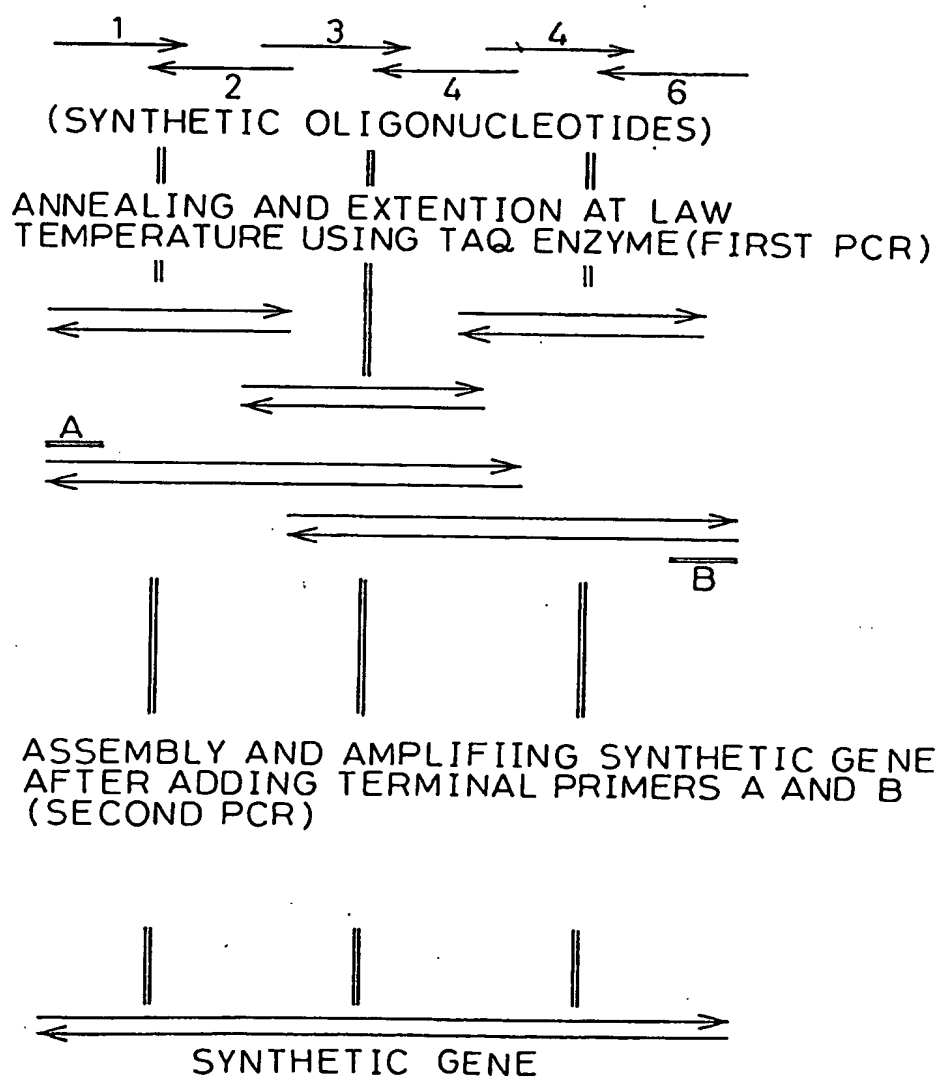 1 3 4
2 4 6
(SYNTHETIC OLIGONUCLEOTIDES)
ANNEALING AND EXTENTION AT LAW
TEMPERATURE USING TAQ ENZYME(FIRST PCR)
A
B
ASSEMBLY AND AMPLIFIING SYNTHETIC GENE
AFTER ADDING TERMINAL PRIMERS A AND B
(SECOND PCR)
SYNTHETIC GENE